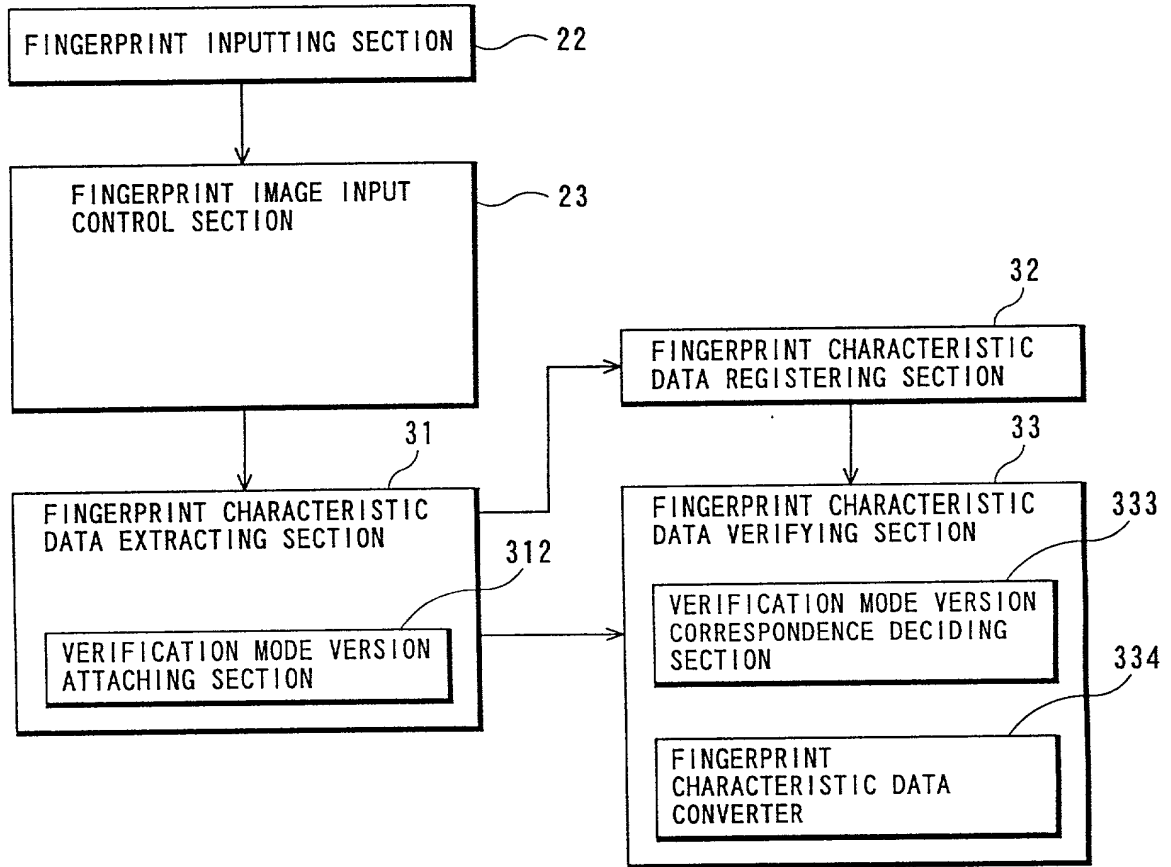 FINGERPRINT INPUTTING SECTION
22
FINGERPRINT IMAGE INPUT
CONTROL SECTION
23
32
FINGERPRINT CHARACTERISTIC
DATA REGISTERING SECTION
31
FINGERPRINT CHARACTERISTIC
DATA EXTRACTING SECTION
312
VERIFICATION MODE VERSION
ATTACHING SECTION
33
FINGERPRINT CHARACTERISTIC
DATA VERIFYING SECTION
333
VERIFICATION MODE VERSION
CORRESPONDENCE DECIDING
SECTION
334
FINGERPRINT
CHARACTERISTIC DATA
CONVERTER